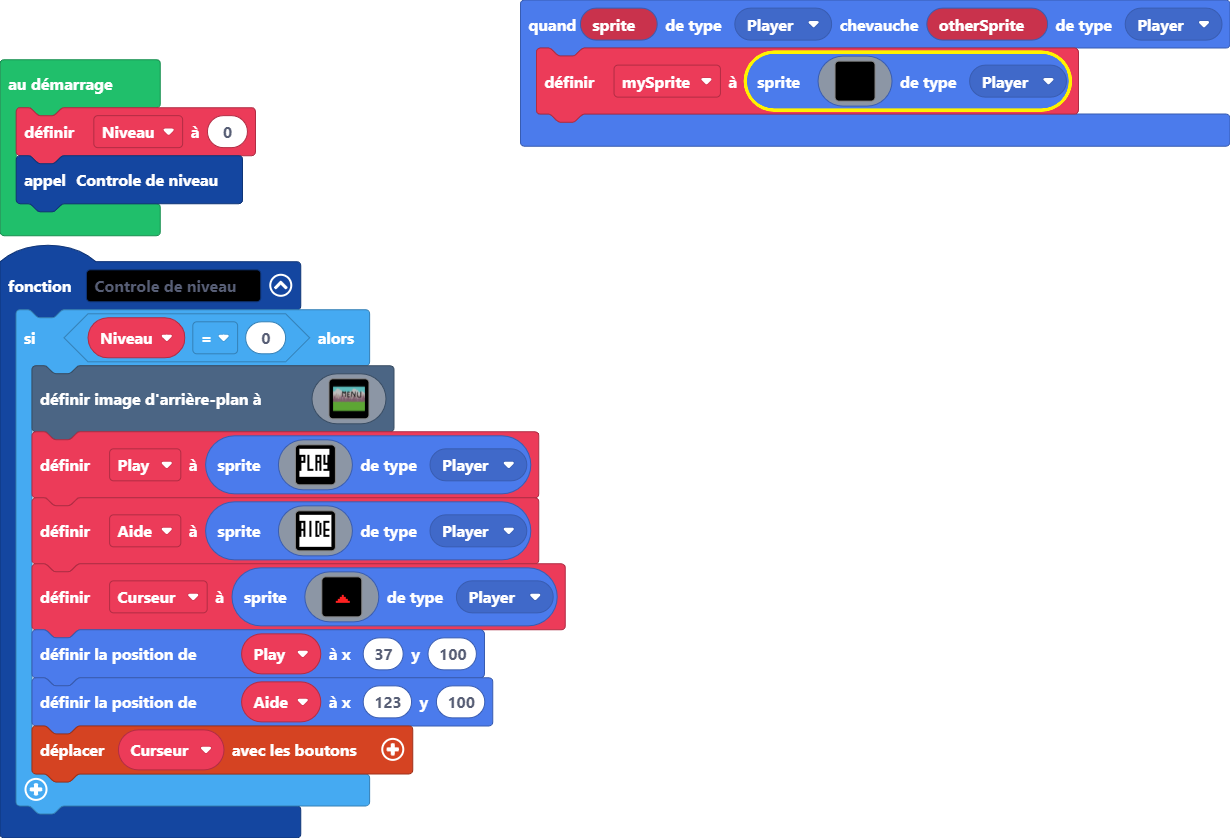 quand sprite de type Player chevauche otherSprite de type Player
définir mySprite à sprite de type Player
au démarrage
définir Niveau à 0
appel Controle de niveau
fonction Controle de niveau
si Niveau = 0 alors
définir image d'arrière-plan à MENU
définir Play à sprite PLAY de type Player
définir Aide à sprite AIDE de type Player
définir Curseur à sprite de type Player
définir la position de Play à x 37 y 100
définir la position de Aide à x 123 y 100
déplacer Curseur avec les boutons